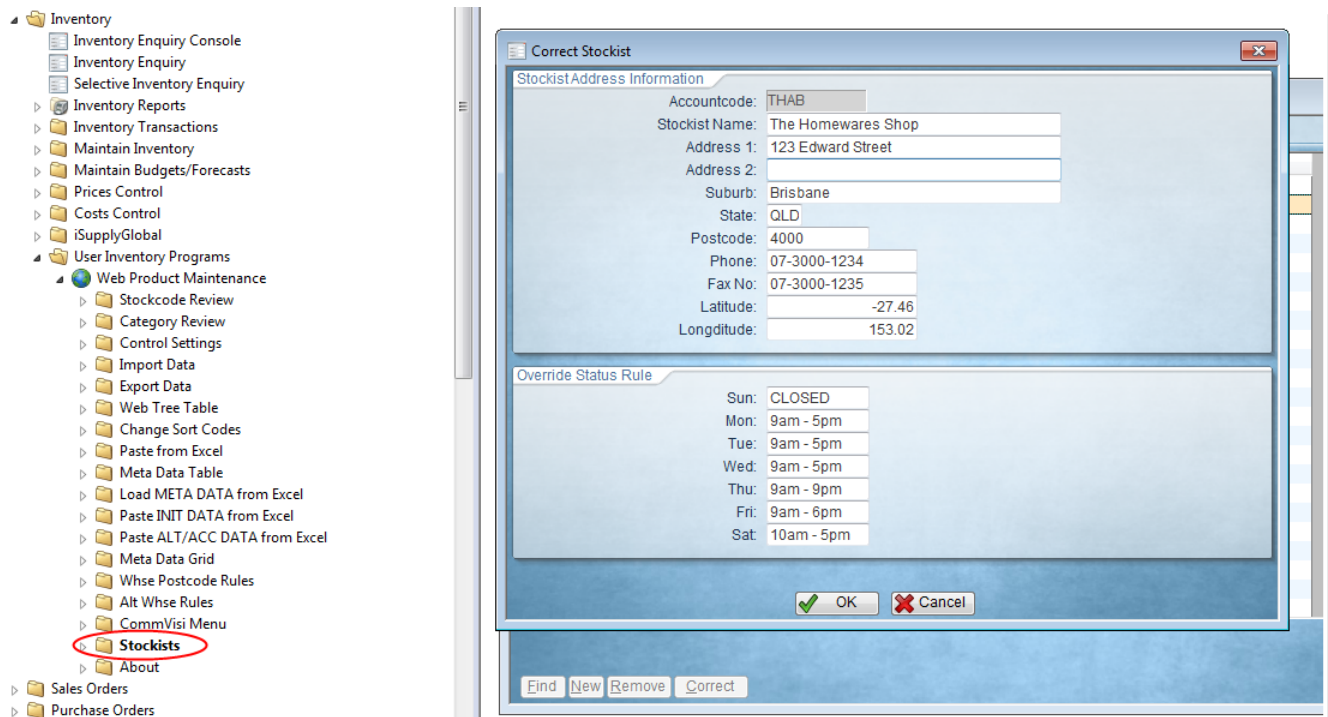 Inventory
Inventory Enquiry Console
Inventory Enquiry
Selective Inventory Enquiry
Inventory Reports
Inventory Transactions
Maintain Inventory
Maintain Budgets/Forecasts
Prices Control
Costs Control
iSupplyGlobal
User Inventory Programs
Web Product Maintenance
Stockcode Review
Category Review
Control Settings
Import Data
Export Data
Web Tree Table
Change Sort Codes
Paste from Excel
Meta Data Table
Load META DATA from Excel
Paste INIT DATA from Excel
Paste ALT/ACC DATA from Excel
Meta Data Grid
Whse Postcode Rules
Alt Whse Rules
CommVisi Menu
Stockists
About
Sales Orders
Purchase Orders
Correct Stockist
Stockist Address Information
Accountcode: THAB
Stockist Name: The Homewares Shop
Address 1: 123 Edward Street
Address 2:
Suburb: Brisbane
State: QLD
Postcode: 4000
Phone: 07-3000-1234
Fax No: 07-3000-1235
Latitude: -27.46
Longditude: 153.02
Override Status Rule
Sun: CLOSED
Mon: 9am - 5pm
Tue: 9am - 5pm
Wed: 9am - 5pm
Thu: 9am - 9pm
Fri: 9am - 6pm
Sat: 10am - 5pm
OK Cancel
Find New Remove Correct